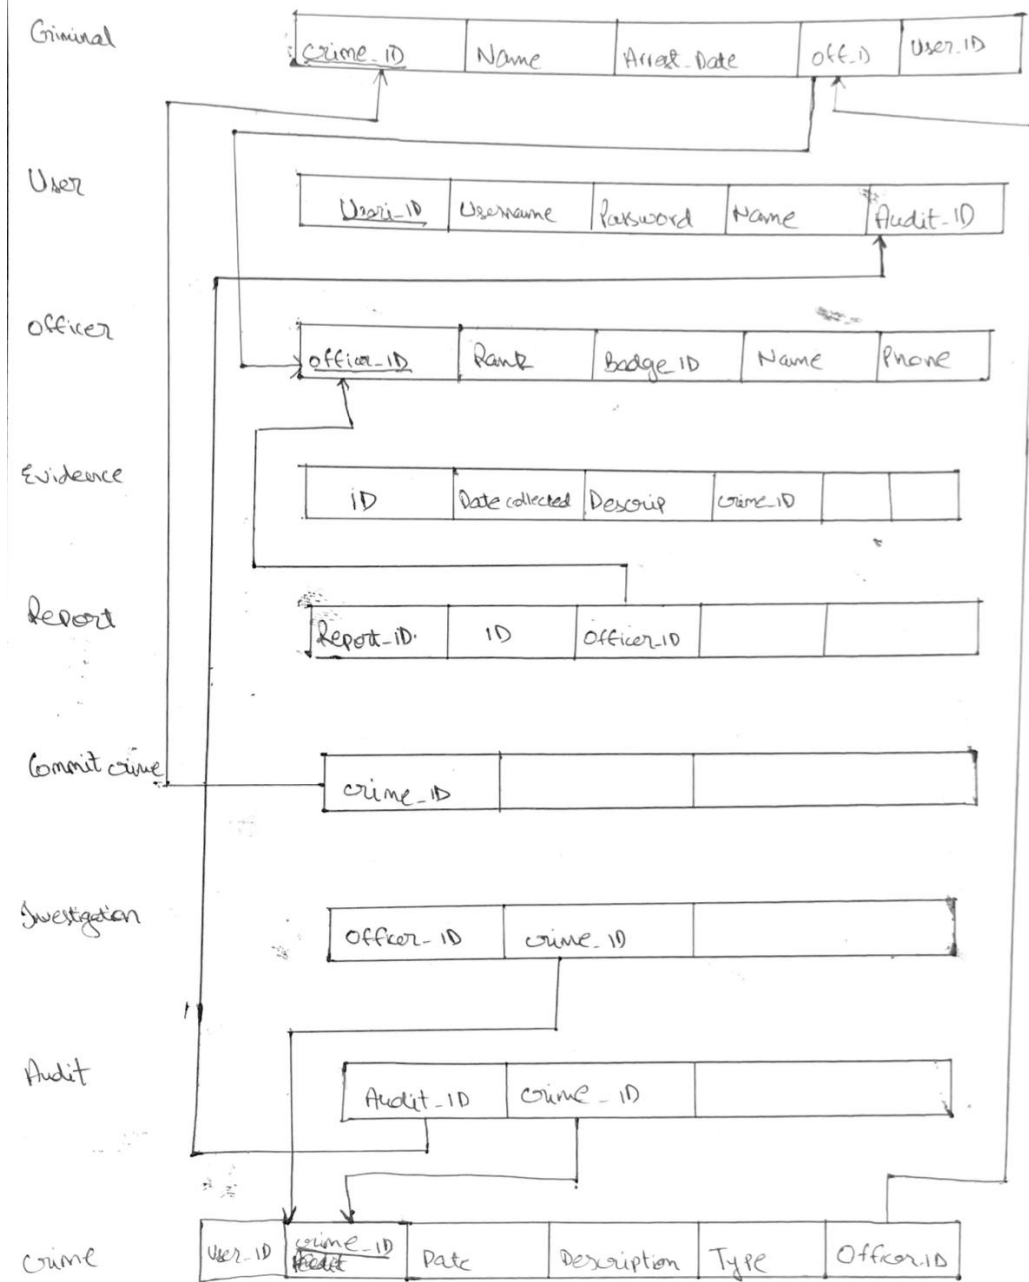 Criminal
crime_ID Name Arrest_Date Off_ID User_ID
User
Useri_ID Username Password Name Audit_ID
Officer
Officer_ID Rank Badge_ID Name Phone
Evidence
ID Date collected Descrip crime_ID
Report
Report_ID. ID Officer_ID
Commit crime
crime_ID
Investigation
Officer_ID crime_ID
Audit
Audit_ID crime_ID
crime
User_ID crime_ID Date Description Type Officer_ID